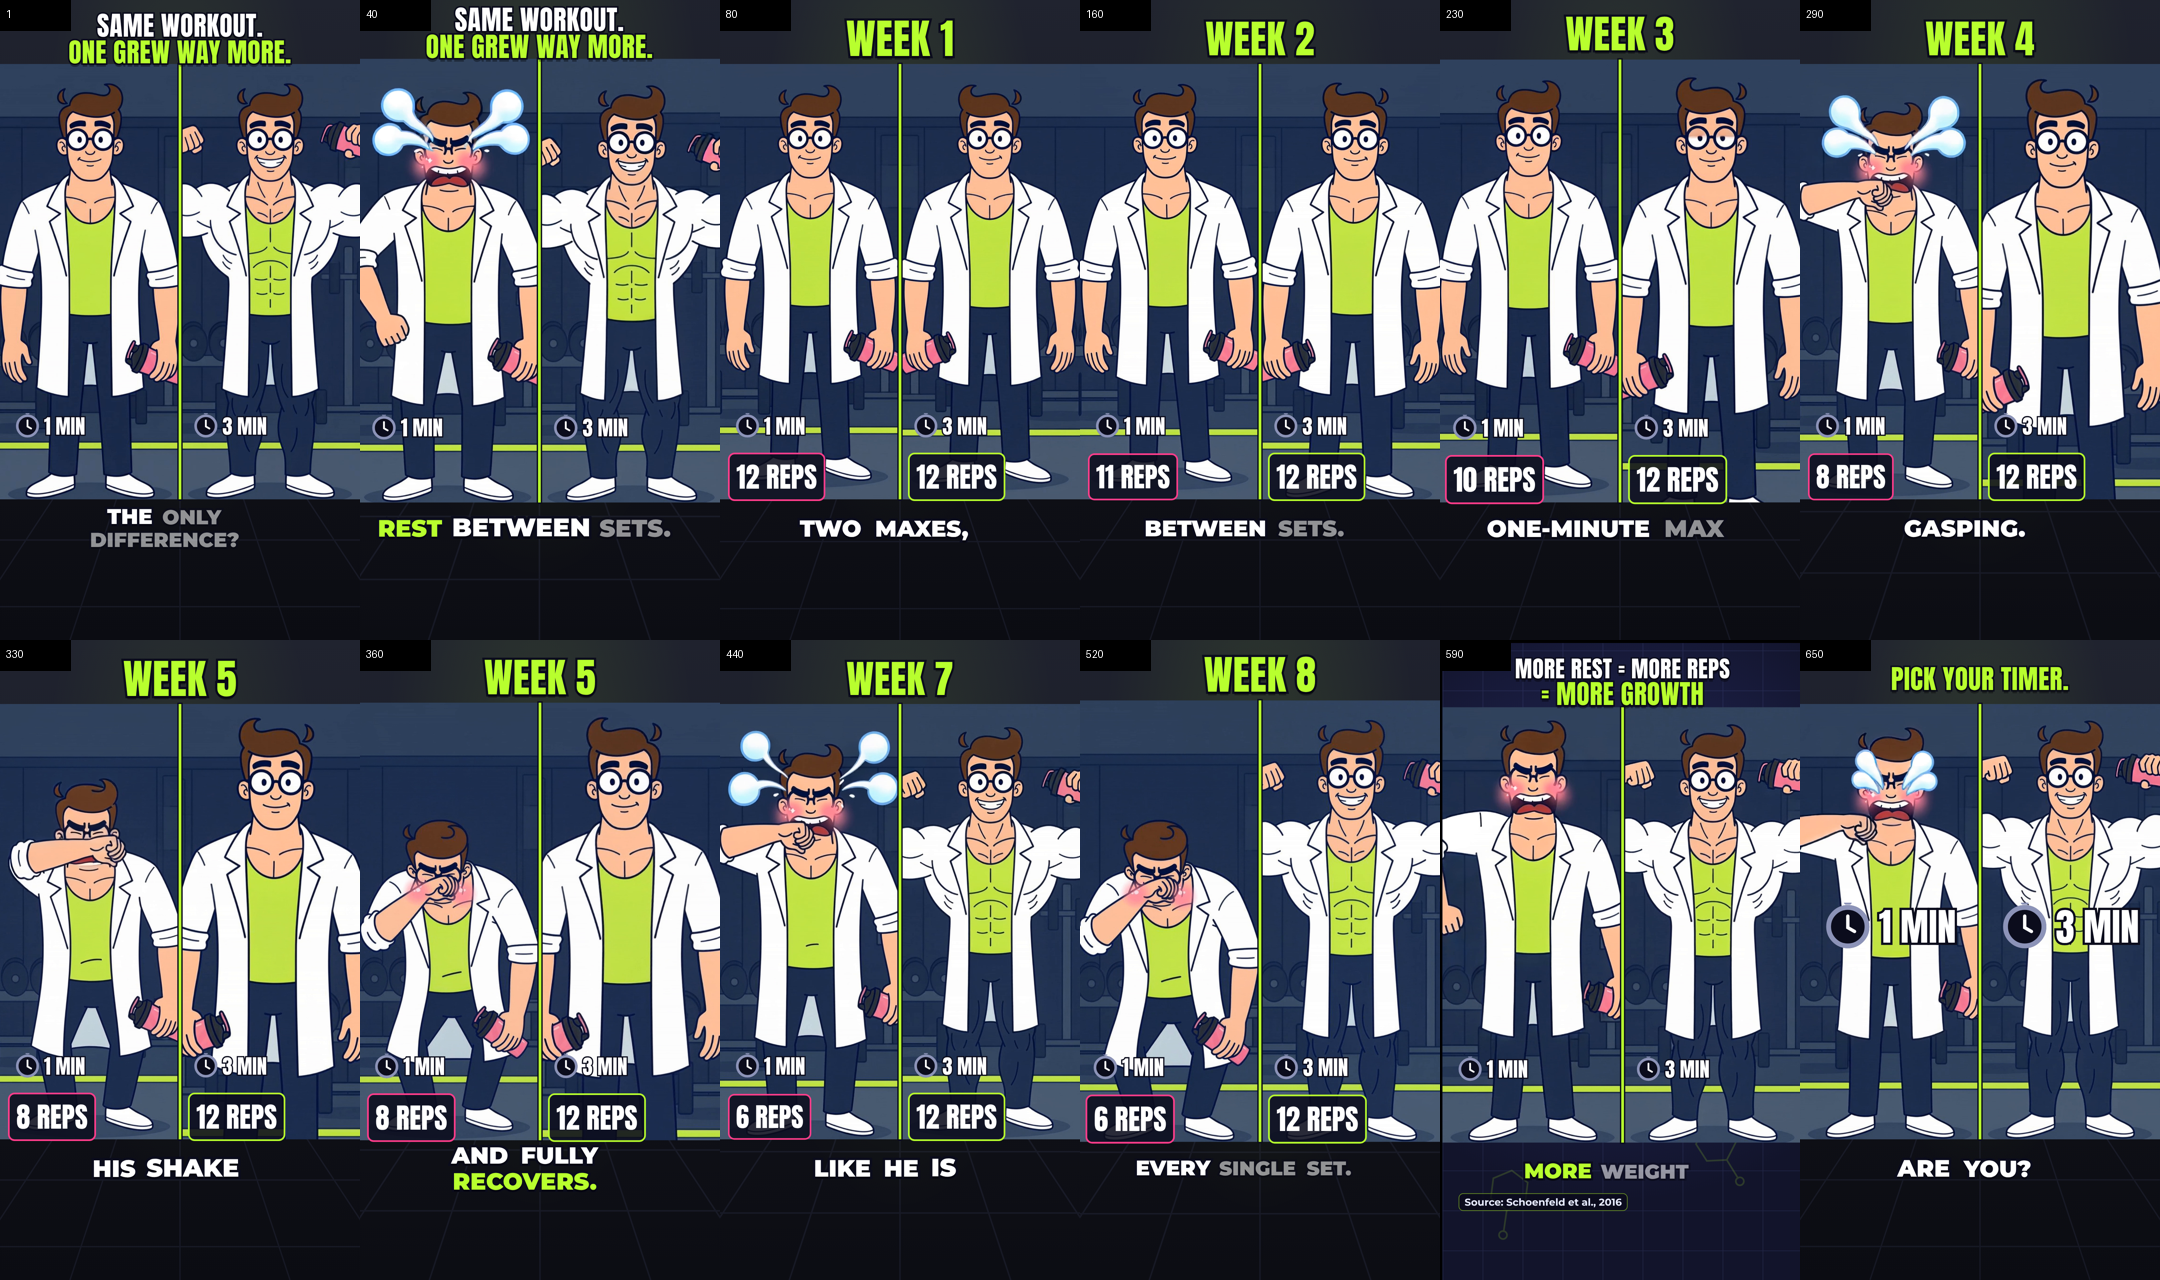 1
SAME WORKOUT.
ONE GREW WAY MORE.
1 MIN
3 MIN
THE ONLY
DIFFERENCE?
40
SAME WORKOUT.
ONE GREW WAY MORE.
1 MIN
3 MIN
REST BETWEEN SETS.
80
WEEK 1
1 MIN
3 MIN
12 REPS
12 REPS
TWO MAXES,
160
WEEK 2
1 MIN
3 MIN
11 REPS
12 REPS
BETWEEN SETS.
230
WEEK 3
1 MIN
3 MIN
10 REPS
12 REPS
ONE-MINUTE MAX
290
WEEK 4
1 MIN
3 MIN
8 REPS
12 REPS
GASPING.
330
WEEK 5
1 MIN
3 MIN
8 REPS
12 REPS
HIS SHAKE
360
WEEK 5
1 MIN
3 MIN
8 REPS
12 REPS
AND FULLY
RECOVERS.
440
WEEK 7
1 MIN
3 MIN
6 REPS
12 REPS
LIKE HE IS
520
WEEK 8
1 MIN
3 MIN
6 REPS
12 REPS
EVERY SINGLE SET.
590
MORE REST = MORE REPS
= MORE GROWTH
1 MIN
3 MIN
MORE WEIGHT
Source: Schoenfeld et al., 2016
650
PICK YOUR TIMER.
1 MIN
3 MIN
ARE YOU?